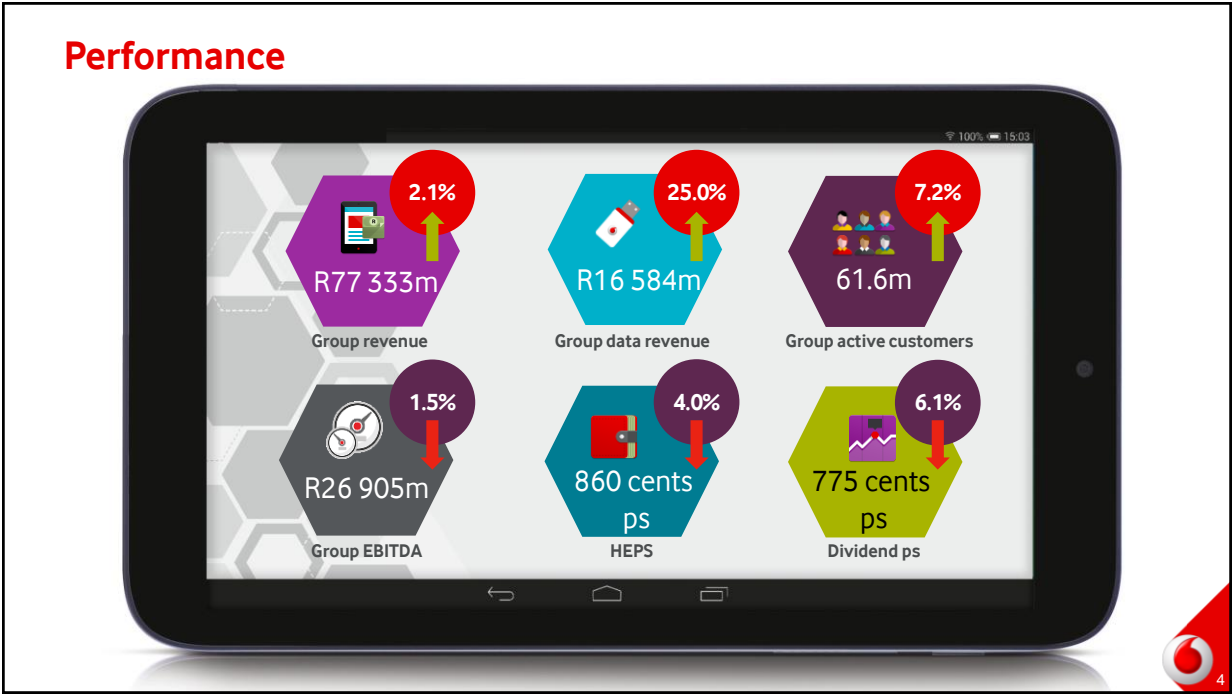 Performance
100% 15:03
2.1%
R77 333m
Group revenue
25.0%
R16 584m
Group data revenue
7.2%
61.6m
Group active customers
1.5%
R26 905m
Group EBITDA
4.0%
860 cents
ps
HEPS
6.1%
775 cents
ps
Dividend ps
4